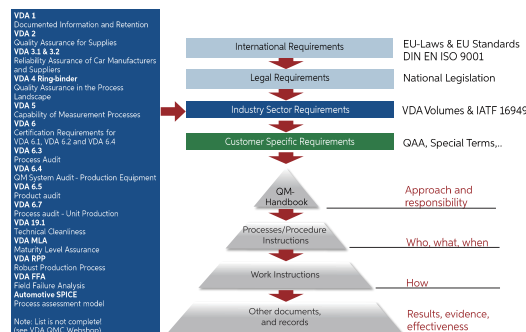 VDA 1
Documented Information and Retention
VDA 2
Quality Assurance for Supplies
VDA 3.1 & 3.2
Reliability Assurance of Car Manufacturers
and Suppliers
VDA 4 Ring-binder
Quality Assurance in the Process
Landscape
VDA 5
Capability of Measurement Processes
VDA 6
Certification Requirements for
VDA 6.1, VDA 6.2 and VDA 6.4
VDA 6.3
Process Audit
VDA 6.4
QM System Audit - Production Equipment
VDA 6.5
Product audit
VDA 6.7
Process audit - Unit Production
VDA 19.1
Technical Cleanliness
VDA MLA
Maturity Level Assurance
VDA RPP
Robust Production Process
VDA FFA
Field Failure Analysis
Automotive SPICE
Process assessment model
Note: List is not complete!
(see VDA QMC Webshop)
International Requirements
EU-Laws & EU Standards
DIN EN ISO 9001
Legal Requirements
National Legislation
Industry Sector Requirements
VDA Volumes & IATF 16949
Customer Specific Requirements
QAA, Special Terms,..
QM-
Handbook
Approach and
responsibility
Processes/Procedure
Instructions
Who, what, when
Work Instructions
How
Other documents,
and records
Results, evidence,
effectiveness